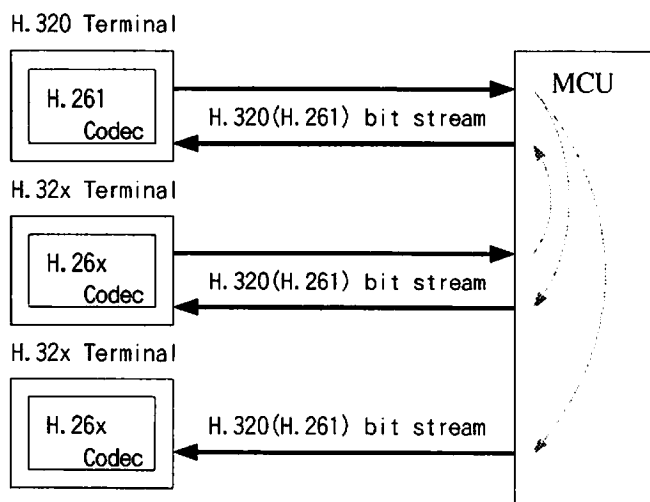 H.320 Terminal
H.261
Codec
MCU
H.320(H.261) bit stream
H.32x Terminal
H.26x
Codec
H.320(H.261) bit stream
H.32x Terminal
H.26x
Codec
H.320(H.261) bit stream